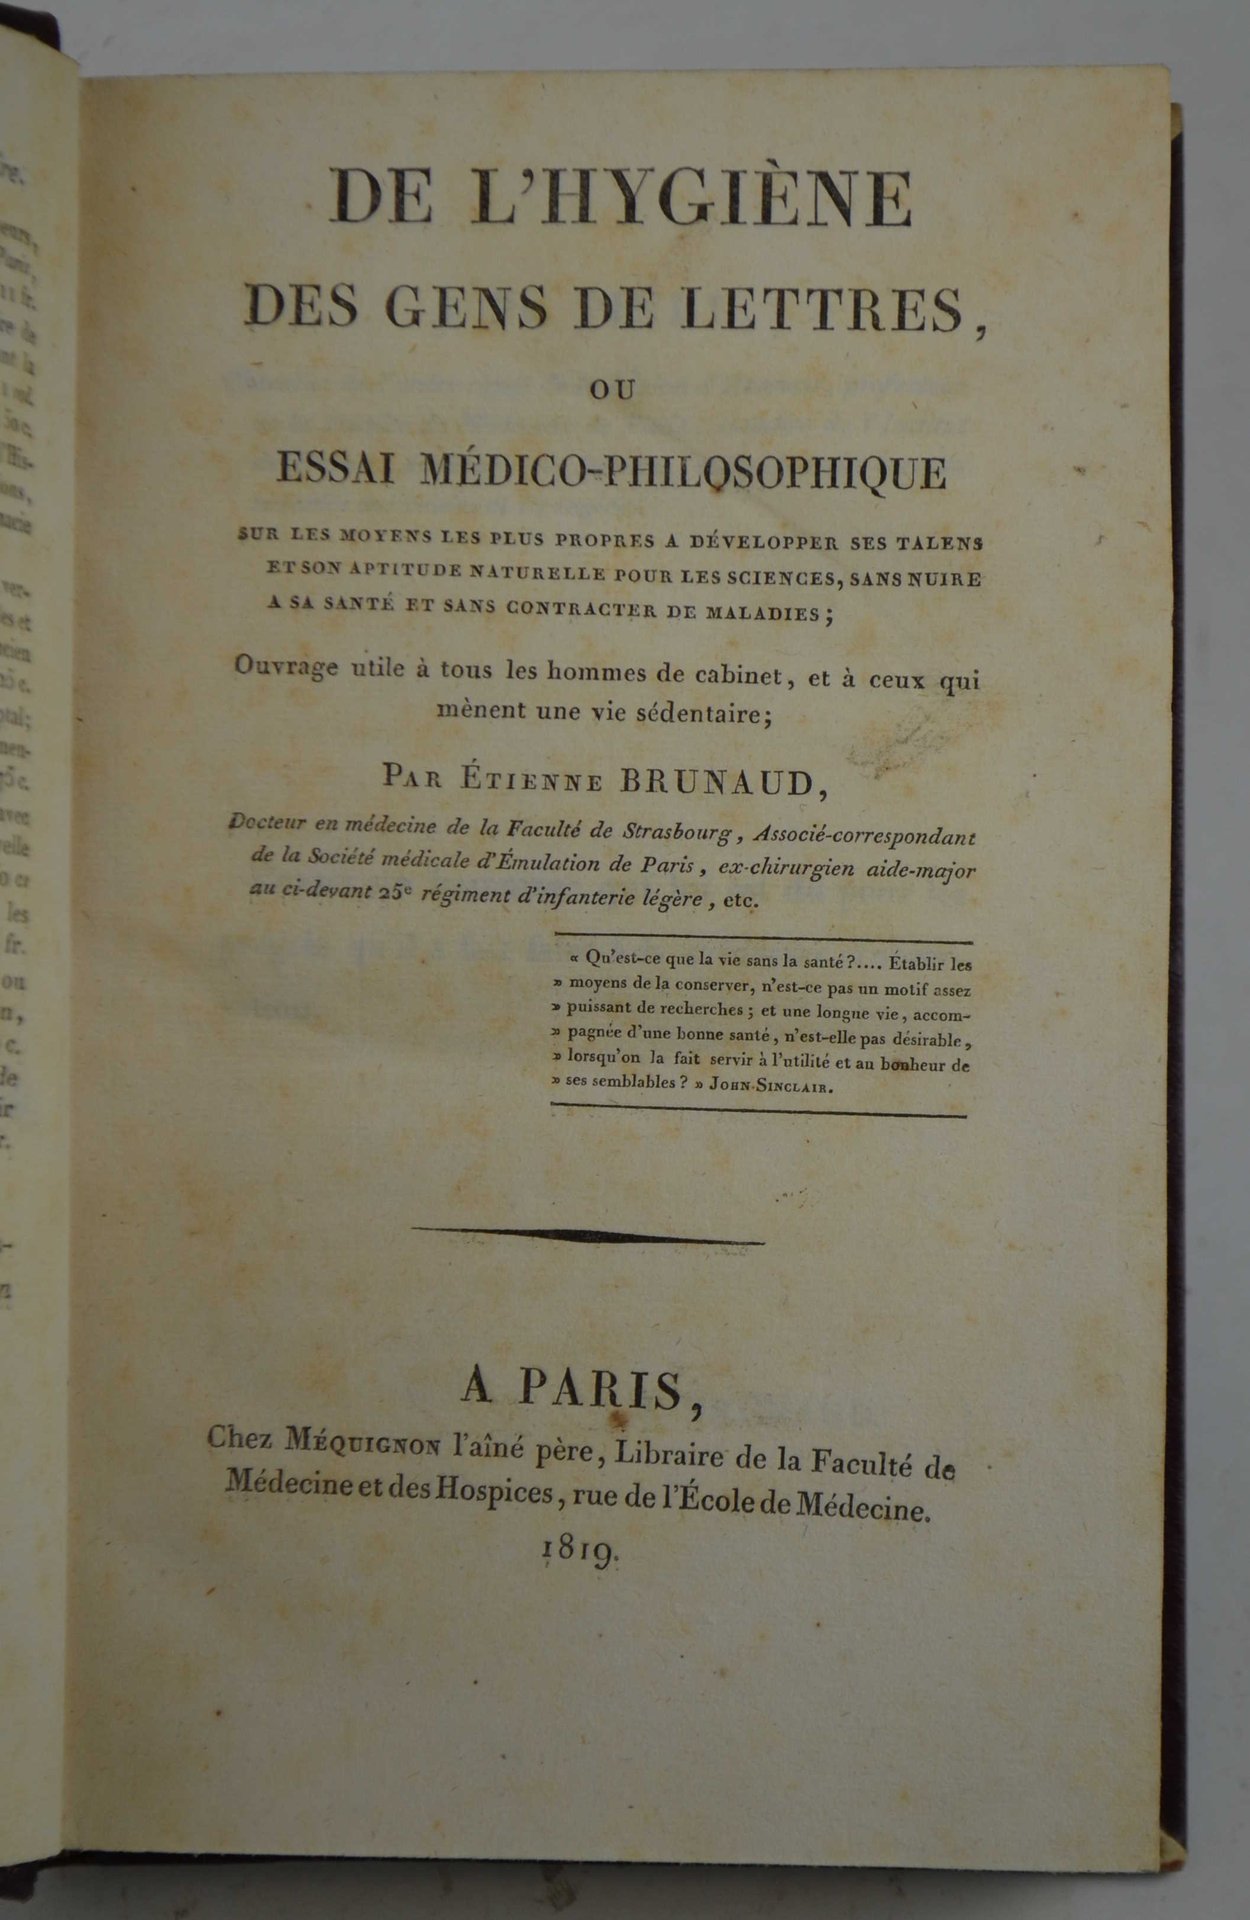 DE L'HYGIÈNE
DES GENS DE LETTRES,
OU
ESSAI MÉDICO-PHILOSOPHIQUE
SUR LES MOYENS LES PLUS PROPRES A DÉVELOPPER SES TALENS
ET SON APTITUDE NATURELLE POUR LES SCIENCES, SANS NUIRE
A SA SANTÉ ET SANS CONTRACTER DE MALADIES;
Ouvrage utile à tous les hommes de cabinet, et à ceux qui
mènent une vie sédentaire;
PAR ÉTIENNE BRUNAUD,
Docteur en médecine de la Faculté de Strasbourg, Associé-correspondant
de la Société médicale d'Émulation de Paris, ex-chirurgien aide-major
au ci-devant 25e régiment d'infanterie légère, etc.
« Qu'est-ce que la vie sans la santé?.... Établir les
» moyens de la conserver, n'est-ce pas un motif assez
» puissant de recherches; et une longue vie, accom-
» pagnée d'une bonne santé, n'est-elle pas désirable,
» lorsqu'on la fait servir à l'utilité et au bonheur de
» ses semblables? » JOHN SINCLAIR.
A PARIS,
Chez MÉQUIGNON l'aîné père, Libraire de la Faculté de
Médecine et des Hospices, rue de l'École de Médecine.
1819.